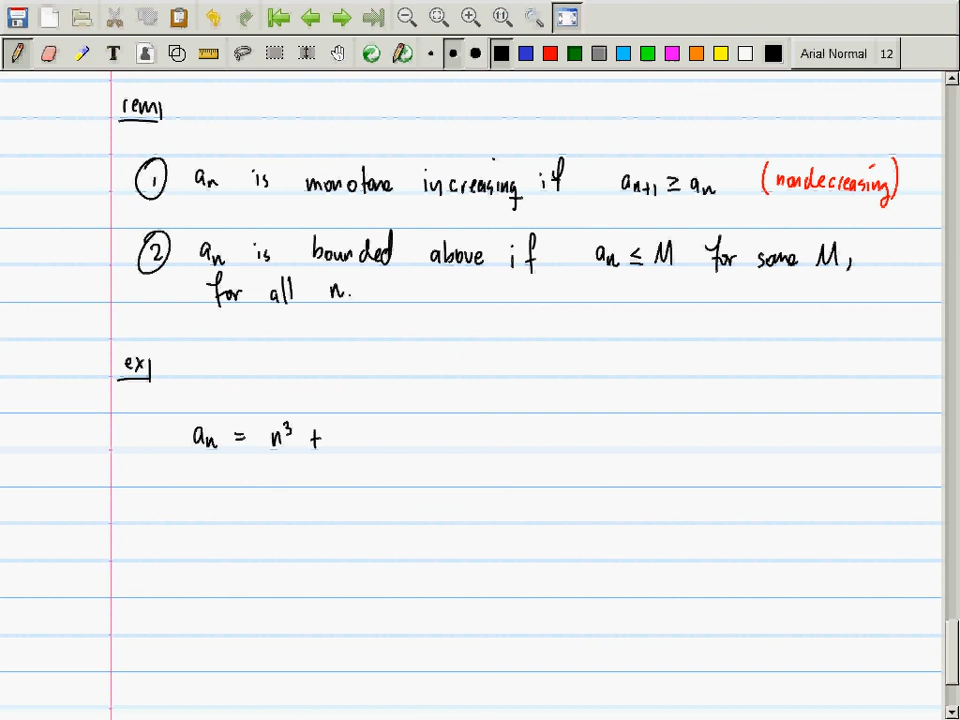 Arial Normal 12
rem
① aₙ is monotone increasing if aₙ₊₁ ≥ aₙ (nondecreasing)
② aₙ is bounded above if aₙ ≤ M for some M,
for all n.
ex
aₙ = n³ +